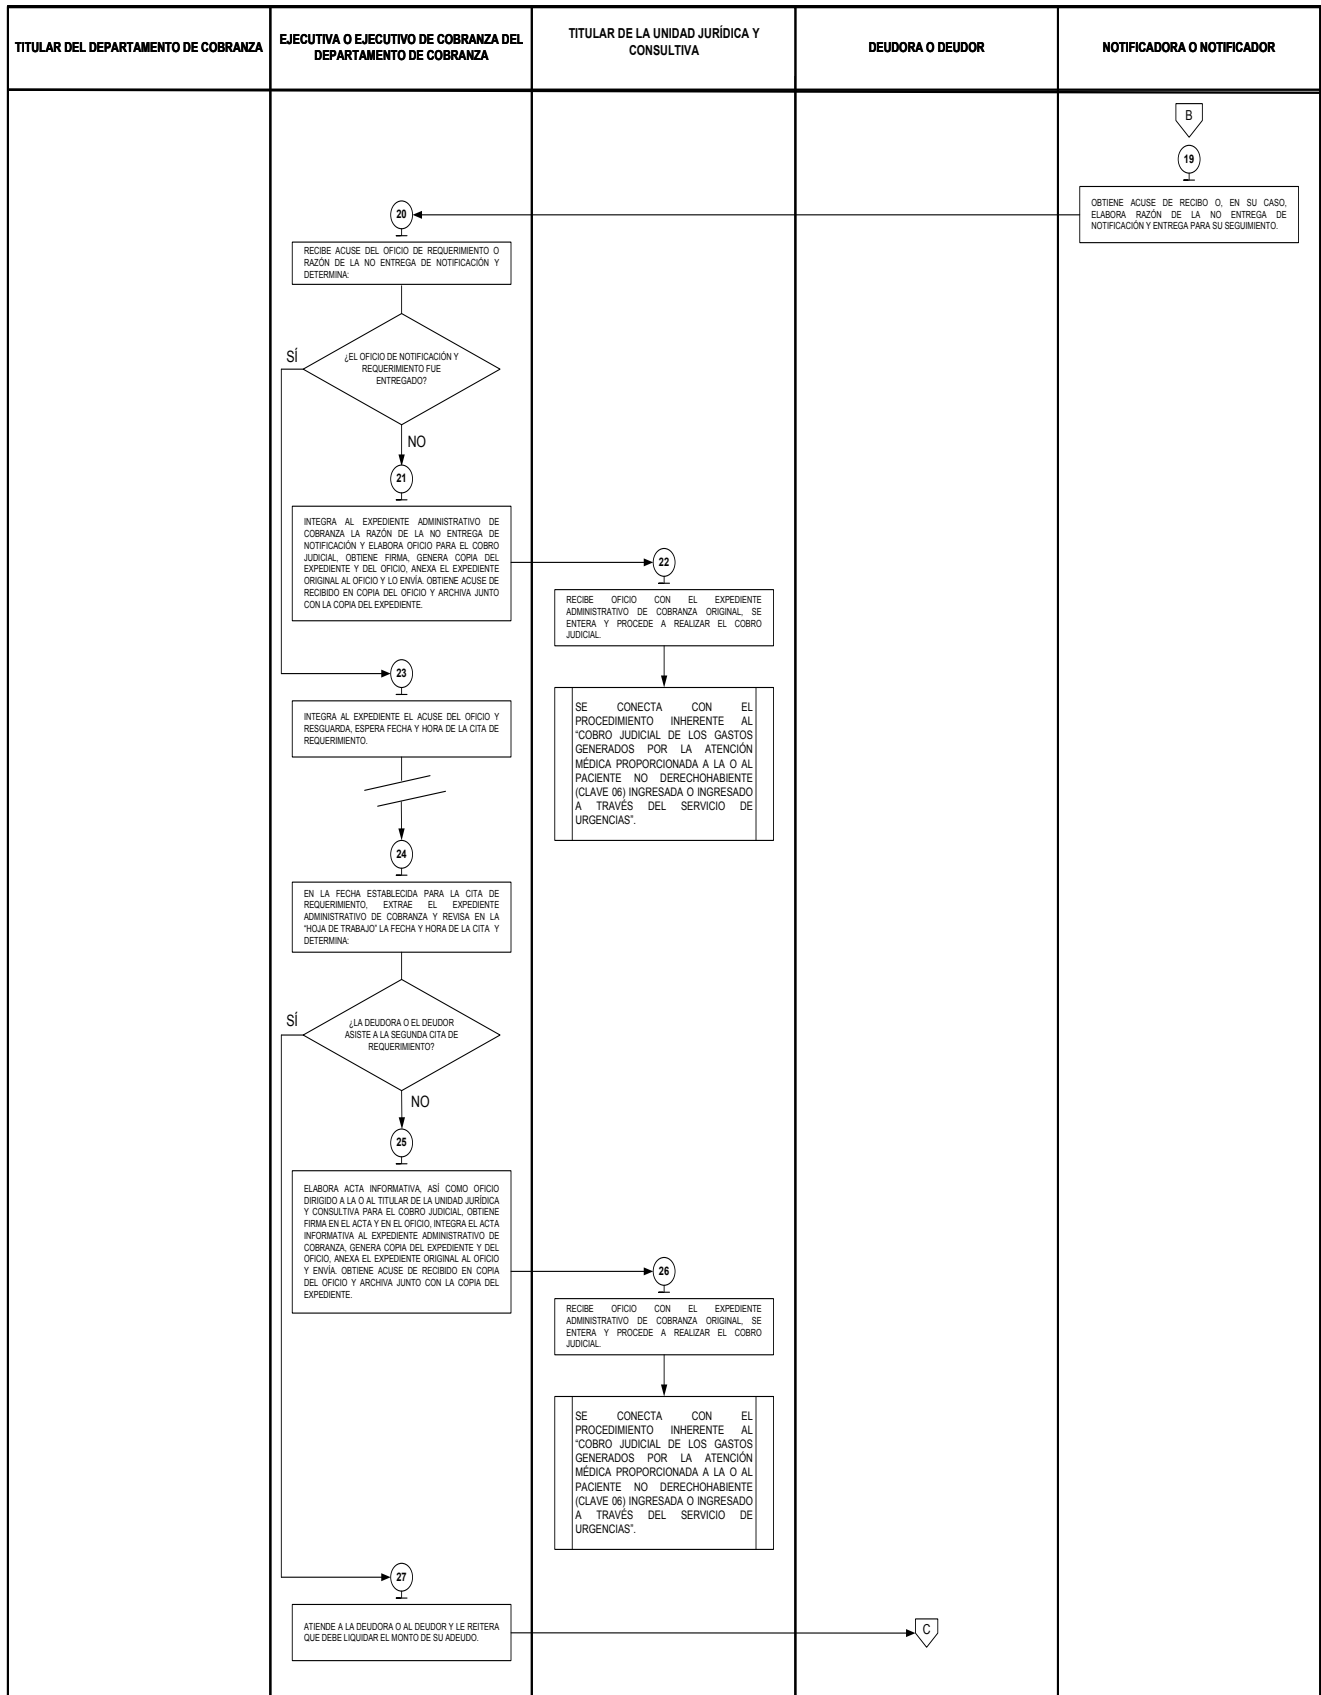 TITULAR DEL DEPARTAMENTO DE COBRANZA
EJECUTIVA O EJECUTIVO DE COBRANZA DEL
DEPARTAMENTO DE COBRANZA
TITULAR DE LA UNIDAD JURÍDICA Y
CONSULTIVA
DEUDORA O DEUDOR
NOTIFICADORA O NOTIFICADOR
B
19
OBTIENE ACUSE DE RECIBO O, EN SU CASO,
ELABORA RAZÓN DE LA NO ENTREGA DE
NOTIFICACIÓN Y ENTREGA PARA SU SEGUIMIENTO.
20
RECIBE ACUSE DEL OFICIO DE REQUERIMIENTO O
RAZÓN DE LA NO ENTREGA DE NOTIFICACIÓN Y
DETERMINA:
SÍ
¿EL OFICIO DE NOTIFICACIÓN Y
REQUERIMIENTO FUE
ENTREGADO?
NO
21
INTEGRA AL EXPEDIENTE ADMINISTRATIVO DE
COBRANZA LA RAZÓN DE LA NO ENTREGA DE
NOTIFICACIÓN Y ELABORA OFICIO PARA EL COBRO
JUDICIAL, OBTIENE FIRMA, GENERA COPIA DEL
EXPEDIENTE Y DEL OFICIO, ANEXA EL EXPEDIENTE
ORIGINAL AL OFICIO Y LO ENVÍA. OBTIENE ACUSE DE
RECIBIDO EN COPIA DEL OFICIO Y ARCHIVA JUNTO
CON LA COPIA DEL EXPEDIENTE.
22
RECIBE OFICIO CON EL EXPEDIENTE
ADMINISTRATIVO DE COBRANZA ORIGINAL, SE
ENTERA Y PROCEDE A REALIZAR EL COBRO
JUDICIAL.
SE CONECTA CON EL
PROCEDIMIENTO INHERENTE AL
“COBRO JUDICIAL DE LOS GASTOS
GENERADOS POR LA ATENCIÓN
MÉDICA PROPORCIONADA A LA O AL
PACIENTE NO DERECHOHABIENTE
(CLAVE 06) INGRESADA O INGRESADO
A TRAVÉS DEL SERVICIO DE
URGENCIAS”.
23
INTEGRA AL EXPEDIENTE EL ACUSE DEL OFICIO Y
RESGUARDA, ESPERA FECHA Y HORA DE LA CITA DE
REQUERIMIENTO.
24
EN LA FECHA ESTABLECIDA PARA LA CITA DE
REQUERIMIENTO, EXTRAE EL EXPEDIENTE
ADMINISTRATIVO DE COBRANZA Y REVISA EN LA
“HOJA DE TRABAJO” LA FECHA Y HORA DE LA CITA Y
DETERMINA:
SÍ
¿LA DEUDORA O EL DEUDOR
ASISTE A LA SEGUNDA CITA DE
REQUERIMIENTO?
NO
25
ELABORA ACTA INFORMATIVA, ASÍ COMO OFICIO
DIRIGIDO A LA O AL TITULAR DE LA UNIDAD JURÍDICA
Y CONSULTIVA PARA EL COBRO JUDICIAL, OBTIENE
FIRMA EN EL ACTA Y EN EL OFICIO, INTEGRA EL ACTA
INFORMATIVA AL EXPEDIENTE ADMINISTRATIVO DE
COBRANZA, GENERA COPIA DEL EXPEDIENTE Y DEL
OFICIO, ANEXA EL EXPEDIENTE ORIGINAL AL OFICIO
Y ENVÍA. OBTIENE ACUSE DE RECIBIDO EN COPIA
DEL OFICIO Y ARCHIVA JUNTO CON LA COPIA DEL
EXPEDIENTE.
26
RECIBE OFICIO CON EL EXPEDIENTE
ADMINISTRATIVO DE COBRANZA ORIGINAL, SE
ENTERA Y PROCEDE A REALIZAR EL COBRO
JUDICIAL.
SE CONECTA CON EL
PROCEDIMIENTO INHERENTE AL
“COBRO JUDICIAL DE LOS GASTOS
GENERADOS POR LA ATENCIÓN
MÉDICA PROPORCIONADA A LA O AL
PACIENTE NO DERECHOHABIENTE
(CLAVE 06) INGRESADA O INGRESADO
A TRAVÉS DEL SERVICIO DE
URGENCIAS”.
27
ATIENDE A LA DEUDORA O AL DEUDOR Y LE REITERA
QUE DEBE LIQUIDAR EL MONTO DE SU ADEUDO.
C